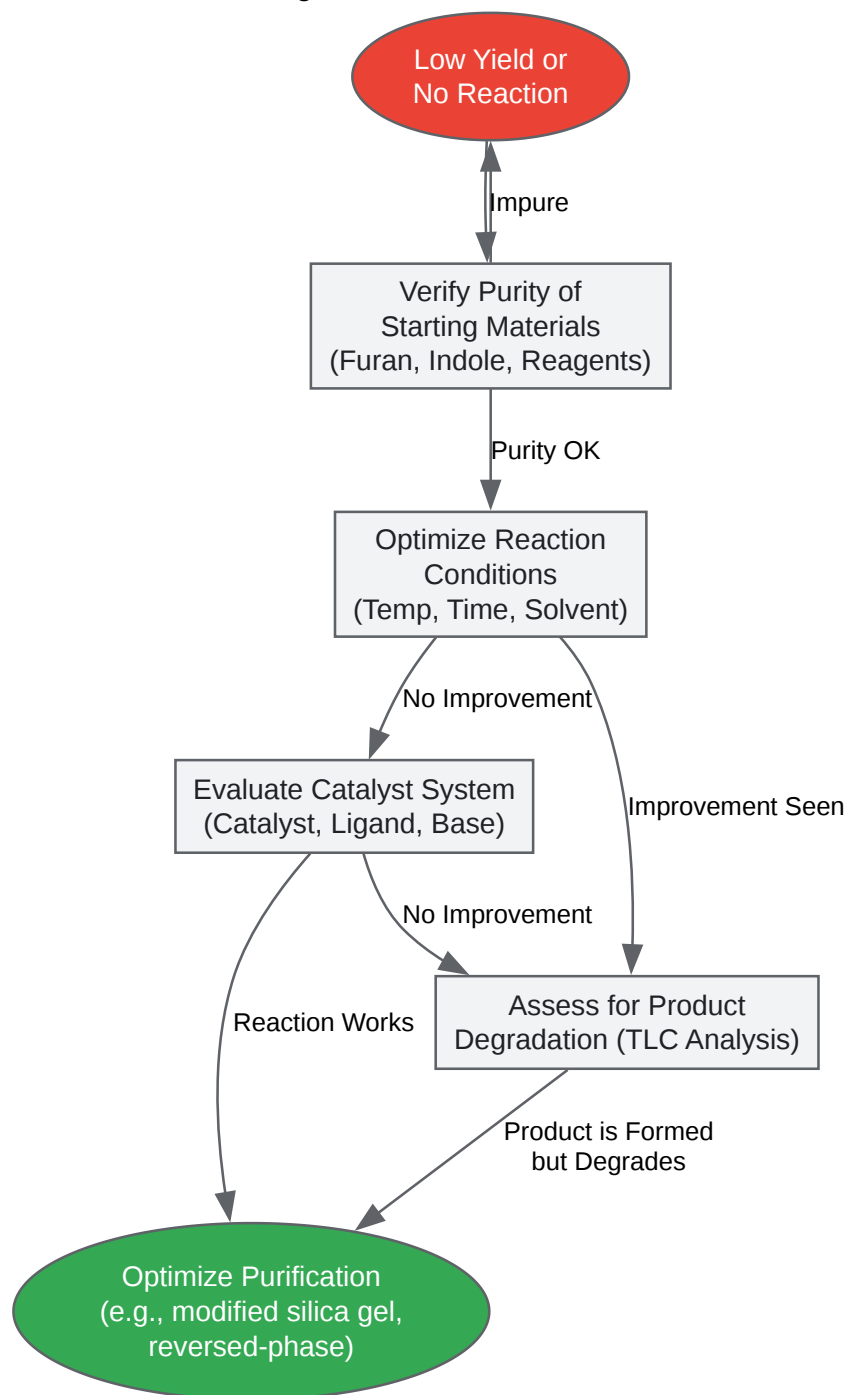 Low Yield or
No Reaction
Impure
Verify Purity of
Starting Materials
(Furan, Indole, Reagents)
Purity OK
Optimize Reaction
Conditions
(Temp, Time, Solvent)
No Improvement
Evaluate Catalyst System
(Catalyst, Ligand, Base)
Improvement Seen
No Improvement
Assess for Product
Degradation (TLC Analysis)
Reaction Works
Product is Formed
but Degrades
Optimize Purification
(e.g., modified silica gel,
reversed-phase)